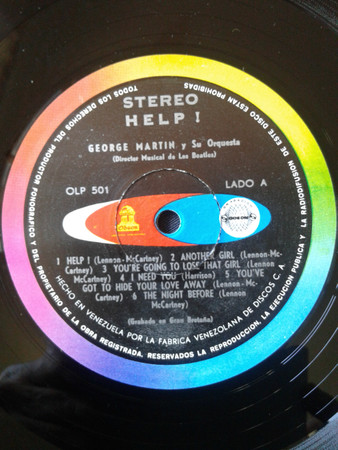 TODOS LOS DERECHOS DEL PRODUCTOR FONOGRAFICO Y DEL PROPIETARIO DE LA OBRA REGISTRADA. RESERVADOS LA REPRODUCCION, LA EJECUCION PUBLICA Y LA RADIODIFUSION DE ESTE DISCO ESTAN PROHIBIDAS
STEREO
HELP !
GEORGE MARTIN y Su Orquesta
(Director Musical de Los Beatles)
OLP 501
LADO A
Odeon
ODEON
1 HELP ! (Lennon-McCartney) 2 ANOTHER GIRL (Lennon-Mc-
Cartney) 3 YOU'RE GOING TO LOSE THAT GIRL (Lennon-
McCartney) 4 I NEED YOU (Harrison) 5 YOU'VE
GOT TO HIDE YOUR LOVE AWAY (Lennon-Mc-
Cartney) 6 THE NIGHT BEFORE (Lennon
McCartney)
(Grabado en Gran Bretaña)
HECHO EN VENEZUELA POR LA FABRICA VENEZOLANA DE DISCOS C.A.